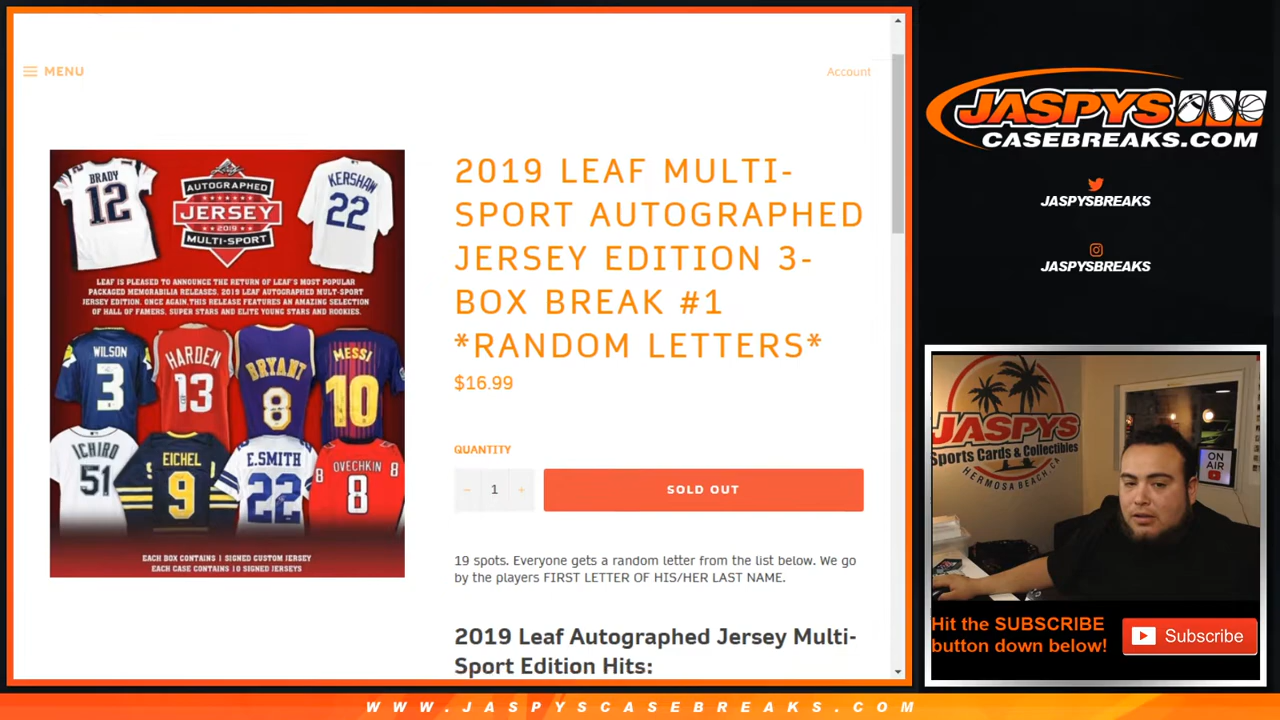 MENU
Account
BRADY
12
Leaf
AUTOGRAPHED
JERSEY
2019
MULTI-SPORT
KERSHAW
22
LEAF IS PLEASED TO ANNOUNCE THE RETURN OF LEAF'S MOST POPULAR
PACKAGED MEMORABILIA RELEASES, 2019 LEAF AUTOGRAPHED MULT-SPORT
JERSEY EDITION. ONCE AGAIN,THIS RELEASE FEATURES AN AMAZING SELECTION
OF HALL OF FAMERS, SUPER STARS AND ELITE YOUNG STARS AND ROOKIES.
WILSON
3
HARDEN
13
BRYANT
8
MESSI
10
ICHIRO
51
EICHEL
9
E.SMITH
22
OVECHKIN
8
8
8
EACH BOX CONTAINS 1 SIGNED CUSTOM JERSEY
EACH CASE CONTAINS 10 SIGNED JERSEYS
2019 LEAF MULTI-
SPORT AUTOGRAPHED
JERSEY EDITION 3-
BOX BREAK #1
*RANDOM LETTERS*
$16.99
QUANTITY
− 1 +
SOLD OUT
19 spots. Everyone gets a random letter from the list below. We go
by the players FIRST LETTER OF HIS/HER LAST NAME.
2019 Leaf Autographed Jersey Multi-
Sport Edition Hits:
JASPYS
CASEBREAKS.COM
JASPYSBREAKS
JASPYSBREAKS
JASPYS
Sports Cards & Collectibles
HERMOSA BEACH, CA
ON
AIR
Hit the SUBSCRIBE
button down below!
Subscribe
WWW.JASPYSCASEBREAKS.COM